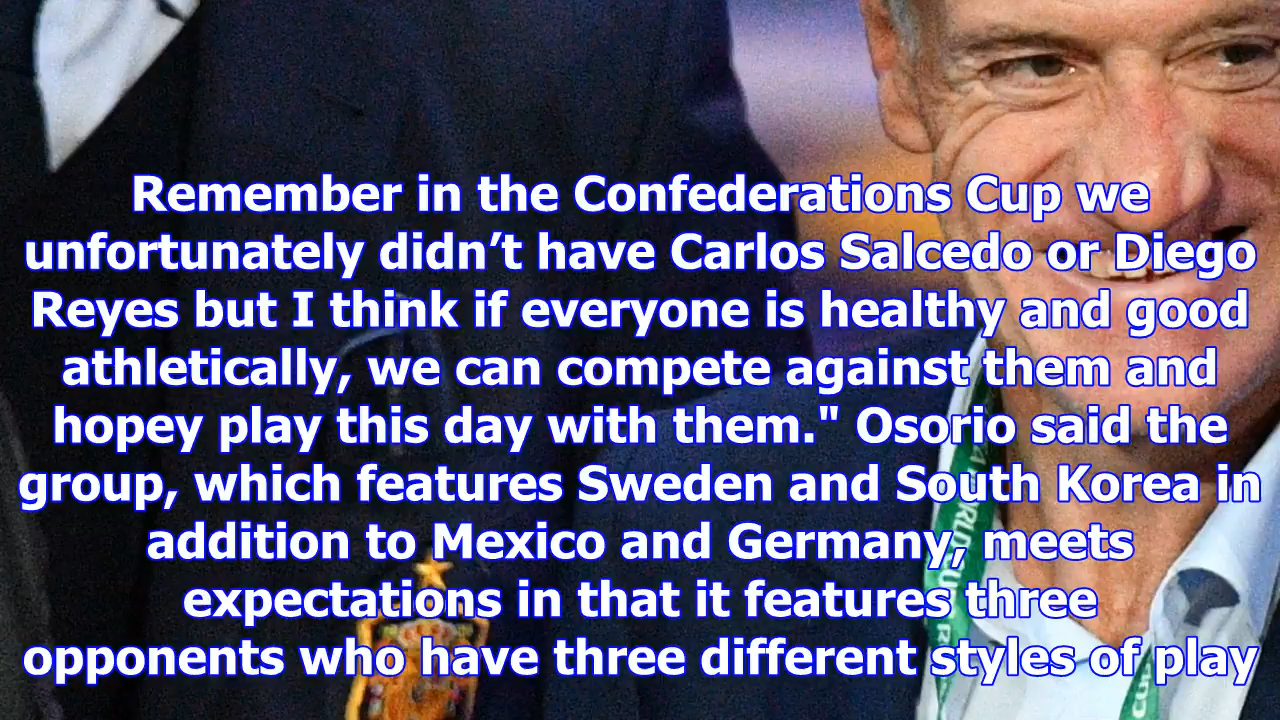 Remember in the Confederations Cup we
unfortunately didn’t have Carlos Salcedo or Diego
Reyes but I think if everyone is healthy and good
athletically, we can compete against them and
hopey play this day with them." Osorio said the
group, which features Sweden and South Korea in
addition to Mexico and Germany, meets
expectations in that it features three
opponents who have three different styles of play